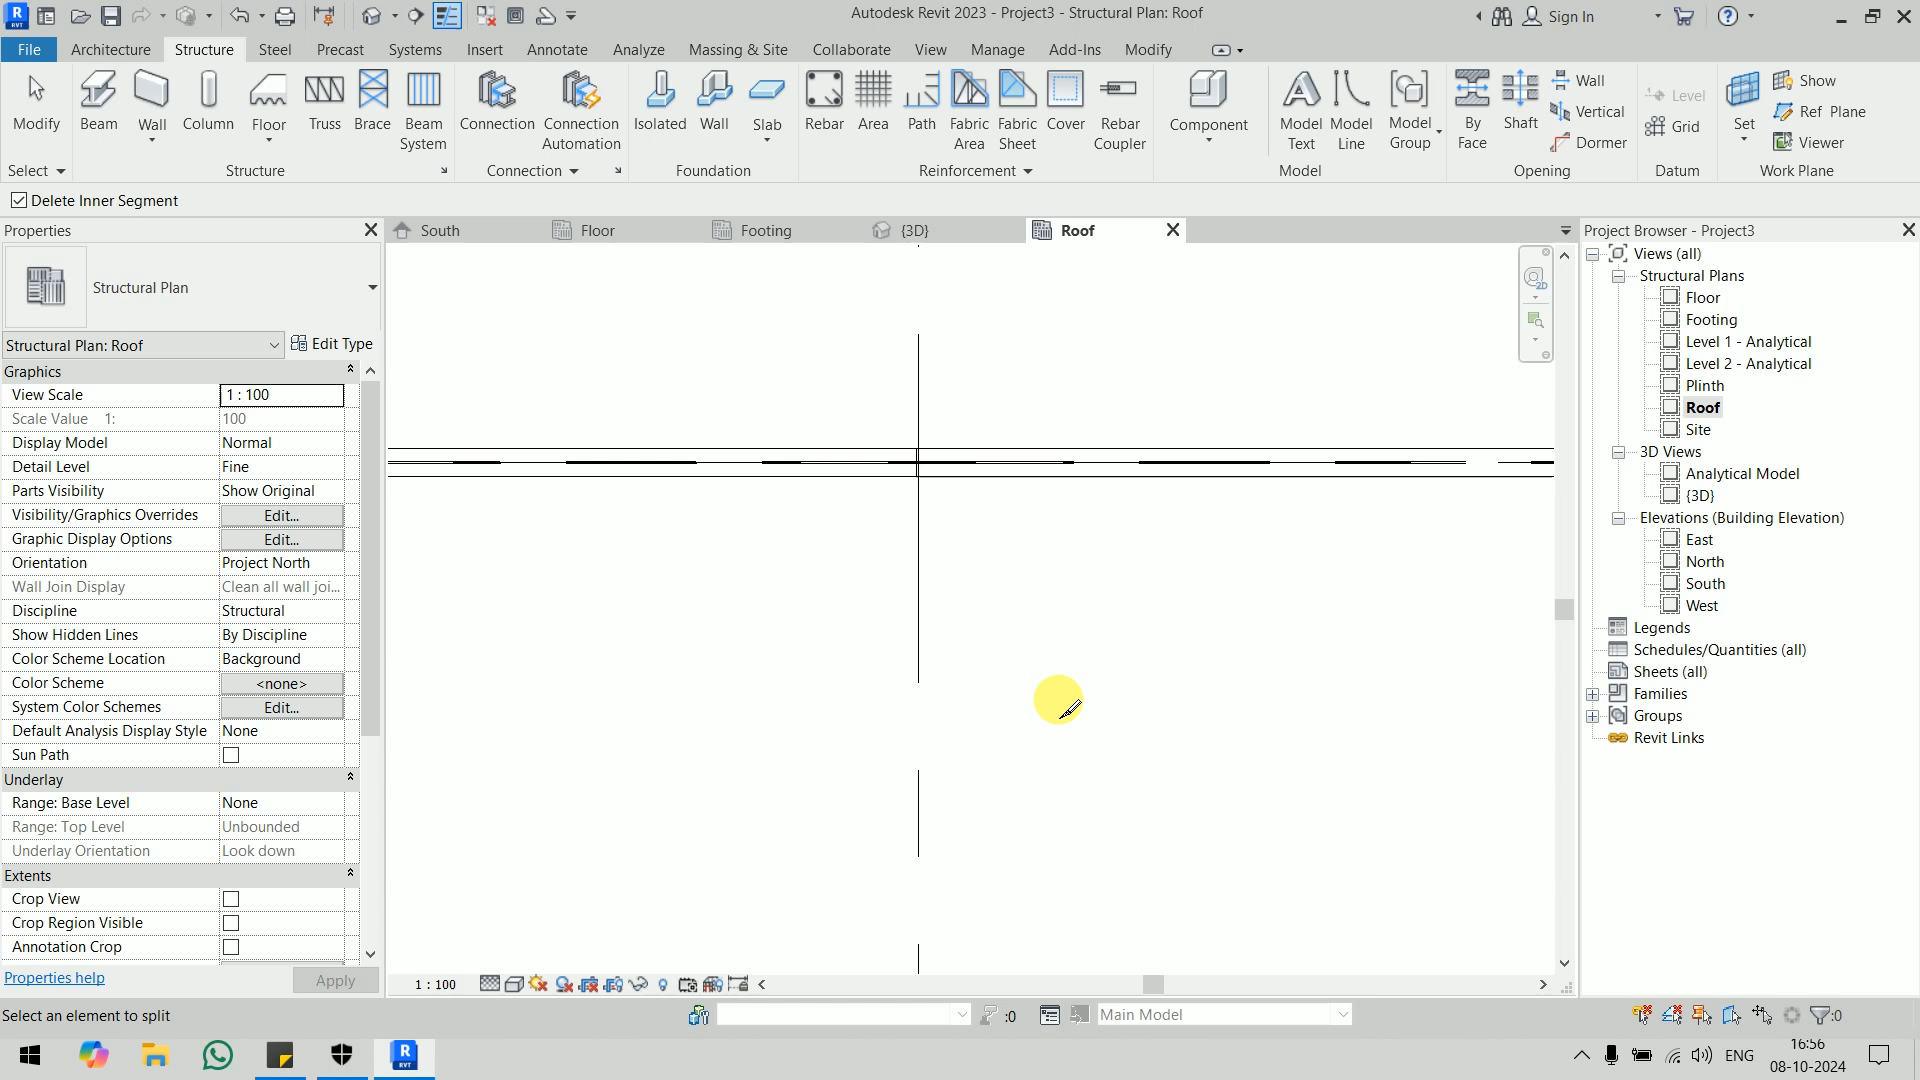 Autodesk Revit 2023 - Project3 - Structural Plan: Roof
Sign In
File Architecture Structure Steel Precast Systems Insert Annotate Analyze Massing & Site Collaborate View Manage Add-Ins Modify
Modify Beam Wall Column Floor Truss Brace Beam System Connection Connection Automation Isolated Wall Slab Rebar Area Path Fabric Area Fabric Sheet Cover Rebar Coupler Component Model Text Model Line Model Group By Face Shaft Wall Vertical Dormer Level Grid Set Show Ref Plane Viewer
Select Structure Connection Foundation Reinforcement Model Opening Datum Work Plane
Delete Inner Segment
Properties
South Floor Footing {3D} Roof
Project Browser - Project3
Structural Plan
Structural Plan: Roof Edit Type
Graphics
View Scale 1 : 100
Scale Value 1: 100
Display Model Normal
Detail Level Fine
Parts Visibility Show Original
Visibility/Graphics Overrides Edit...
Graphic Display Options Edit...
Orientation Project North
Wall Join Display Clean all wall joi...
Discipline Structural
Show Hidden Lines By Discipline
Color Scheme Location Background
Color Scheme <none>
System Color Schemes Edit...
Default Analysis Display Style None
Sun Path
Underlay
Range: Base Level None
Range: Top Level Unbounded
Underlay Orientation Look down
Extents
Crop View
Crop Region Visible
Annotation Crop
Properties help Apply
2D
Views (all)
Structural Plans
Floor
Footing
Level 1 - Analytical
Level 2 - Analytical
Plinth
Roof
Site
3D Views
Analytical Model
{3D}
Elevations (Building Elevation)
East
North
South
West
Legends
Schedules/Quantities (all)
Sheets (all)
Families
Groups
Revit Links
1 : 100
Select an element to split
:0
Main Model
:0
ENG
16:56
08-10-2024